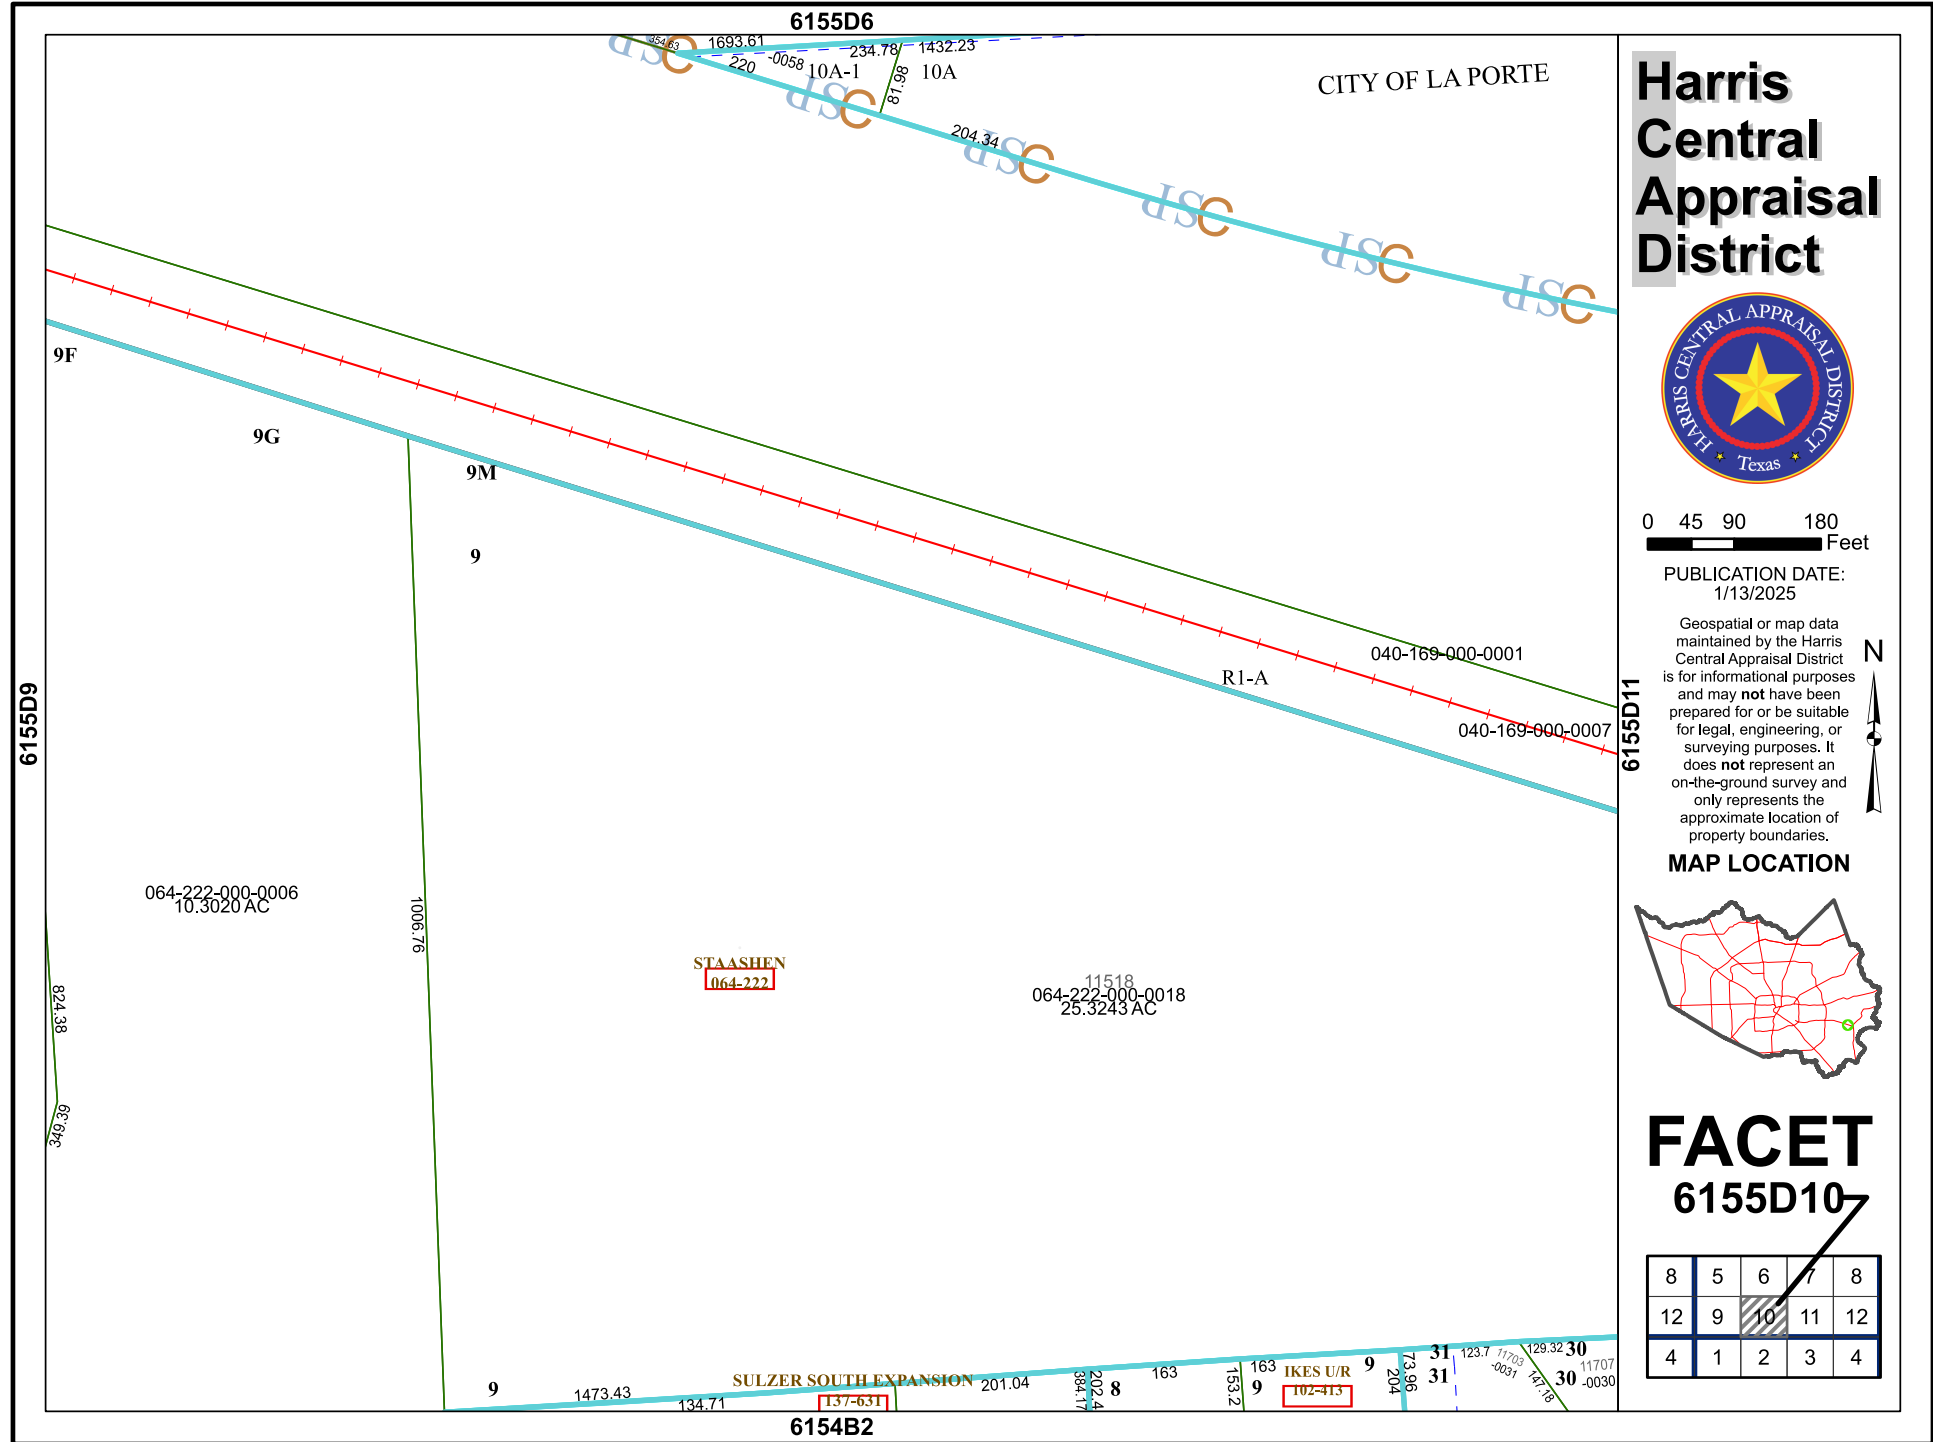 6155D6
354.63
1693.61
234.78
1432.23
220
-0058
10A-1
10A
81.98
CITY OF LA PORTE
204.34
JSC
JSC
JSC
JSC
JSC
JSC
9F
9G
9M
9
040-169-000-0001
R1-A
040-169-000-0007
6155D9
6155D11
064-222-000-0006
10.3020 AC
1006.76
STAASHEN
064-222
11518
064-222-000-0018
25.3243 AC
824.38
349.39
9
1473.43
134.71
SULZER SOUTH EXPANSION
137-631
201.04
384.17
202.4
8
163
153.2
163
9
IKES U/R
102-413
9
73.96
204
31
31
123.7
11703
-0031
147.18
129.32
30
30
11707
-0030
6154B2
Harris
Central
Appraisal
District
HARRIS CENTRAL APPRAISAL DISTRICT
Texas
0 45 90 180
Feet
PUBLICATION DATE:
1/13/2025
Geospatial or map data
maintained by the Harris
Central Appraisal District
is for informational purposes
and may not have been
prepared for or be suitable
for legal, engineering, or
surveying purposes. It
does not represent an
on-the-ground survey and
only represents the
approximate location of
property boundaries.
N
MAP LOCATION
FACET
6155D10
8 5 6 7 8
12 9 10 11 12
4 1 2 3 4